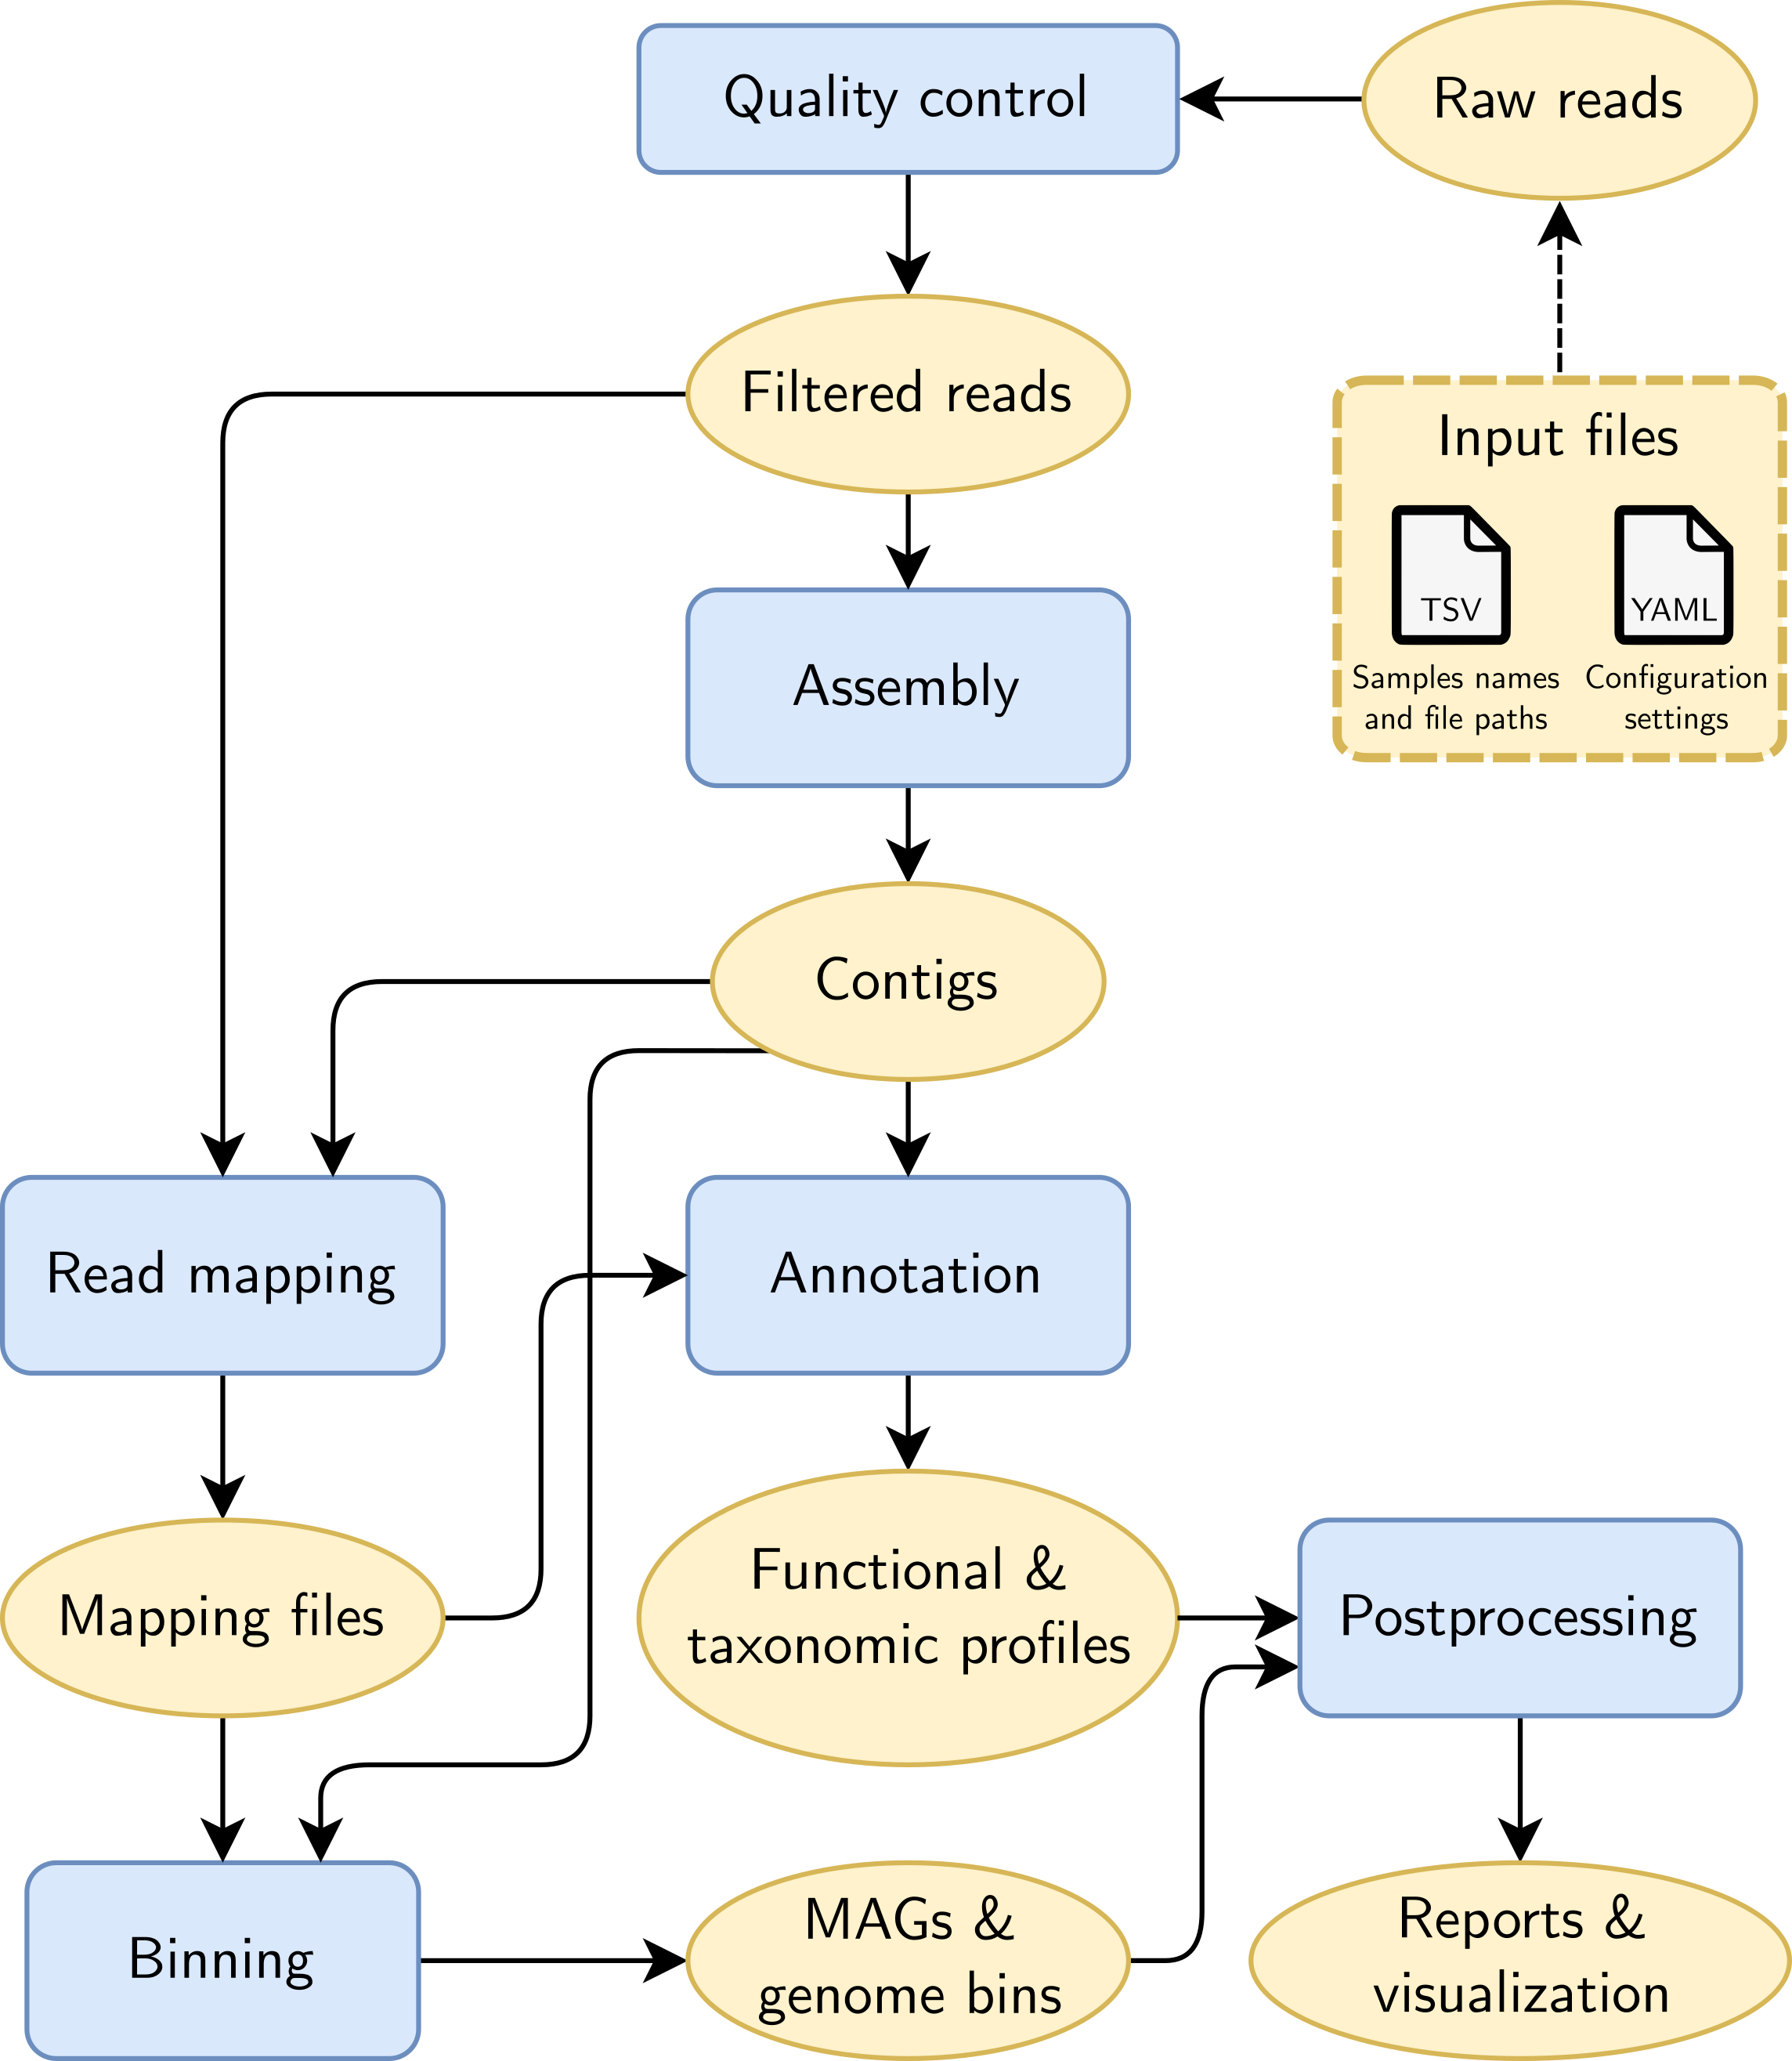 Quality control
Raw reads
Filtered reads
Input files
TSV
YAML
Samples names
and file paths
Configuration
settings
Assembly
Contigs
Read mapping
Annotation
Mapping files
Functional &
taxonomic profiles
Postprocessing
Binning
MAGs &
genome bins
Reports &
visualization